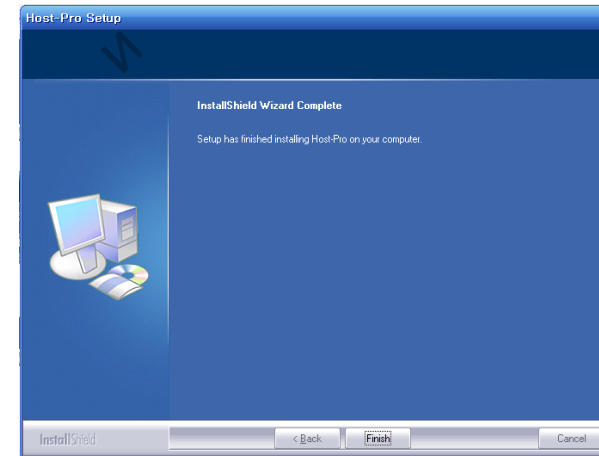 Host-Pro Setup
InstallShield Wizard Complete
Setup has finished installing Host-Pro on your computer.
InstallShield
< Back
Finish
Cancel